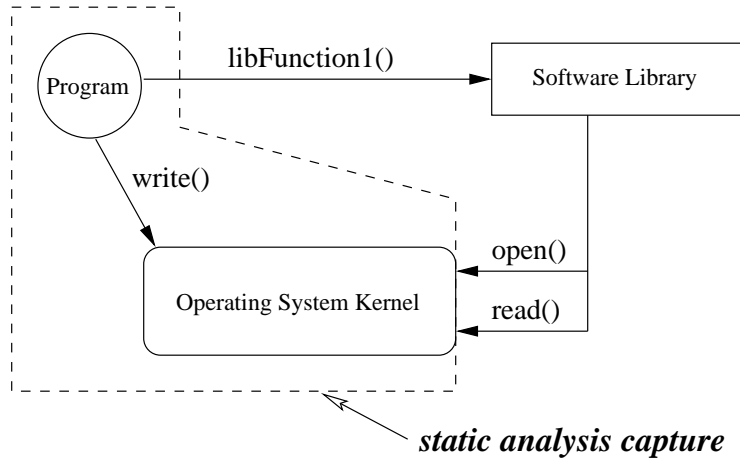 libFunction1()
Program
Software Library
write()
open()
Operating System Kernel
read()
static analysis capture